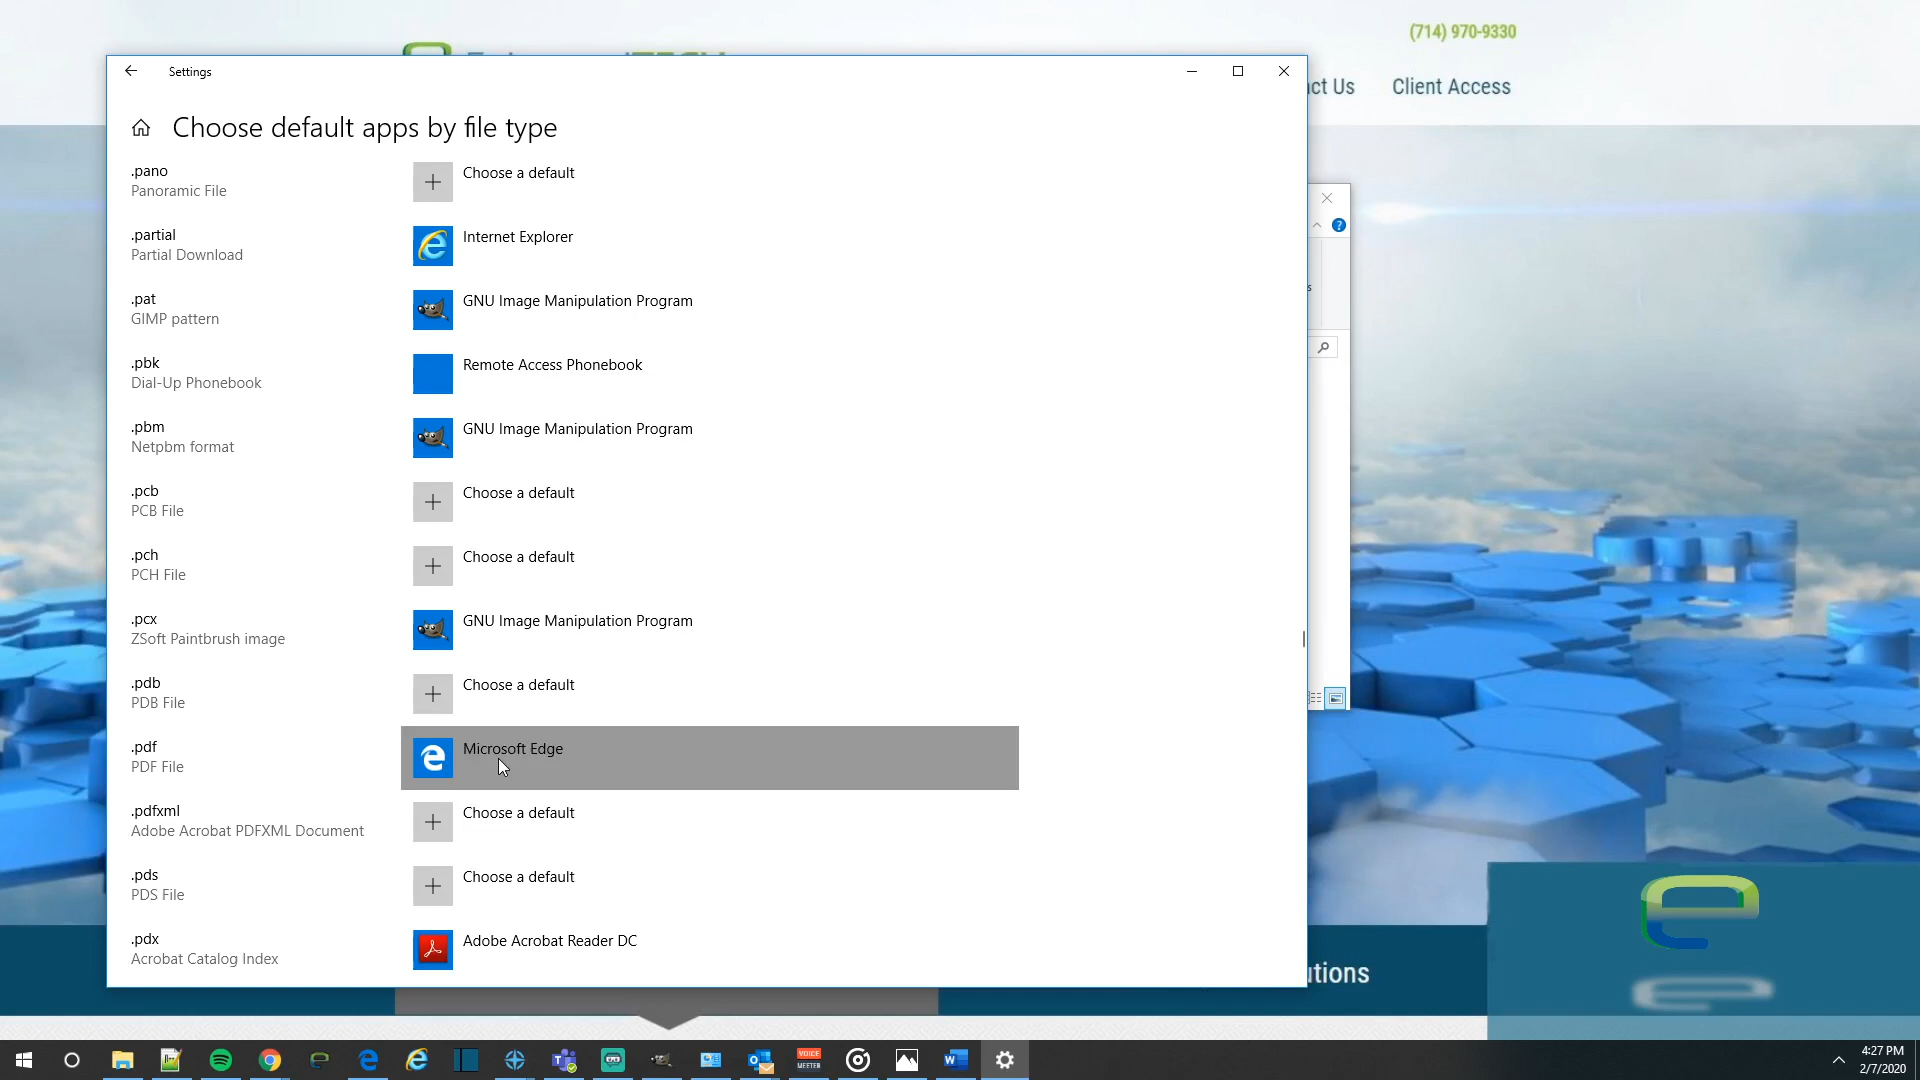 (714) 970-9330
Settings
ct Us
Client Access
Choose default apps by file type
.pano
Panoramic File
Choose a default
.partial
Partial Download
Internet Explorer
.pat
GIMP pattern
GNU Image Manipulation Program
.pbk
Dial-Up Phonebook
Remote Access Phonebook
.pbm
Netpbm format
GNU Image Manipulation Program
.pcb
PCB File
Choose a default
.pch
PCH File
Choose a default
.pcx
ZSoft Paintbrush image
GNU Image Manipulation Program
.pdb
PDB File
Choose a default
.pdf
PDF File
Microsoft Edge
.pdfxml
Adobe Acrobat PDFXML Document
Choose a default
.pds
PDS File
Choose a default
.pdx
Acrobat Catalog Index
Adobe Acrobat Reader DC
utions
VOICE
MEETER
4:27 PM
2/7/2020